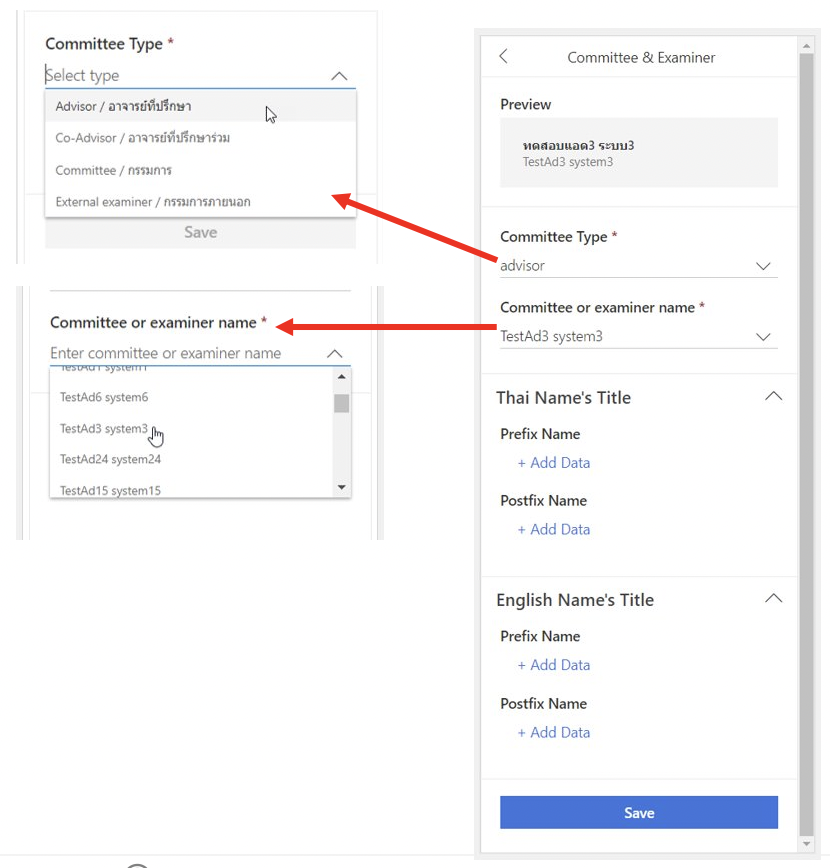 Committee Type *
Select type
Advisor / อาจารย์ที่ปรึกษา
Co-Advisor / อาจารย์ที่ปรึกษาร่วม
Committee / กรรมการ
External examiner / กรรมการภายนอก
Save
Committee or examiner name *
Enter committee or examiner name
TestAd1 system1
TestAd6 system6
TestAd3 system3
TestAd24 system24
TestAd15 system15
Committee & Examiner
Preview
ทดสอบแอด3 ระบบ3
TestAd3 system3
Committee Type *
advisor
Committee or examiner name *
TestAd3 system3
Thai Name's Title
Prefix Name
+ Add Data
Postfix Name
+ Add Data
English Name's Title
Prefix Name
+ Add Data
Postfix Name
+ Add Data
Save